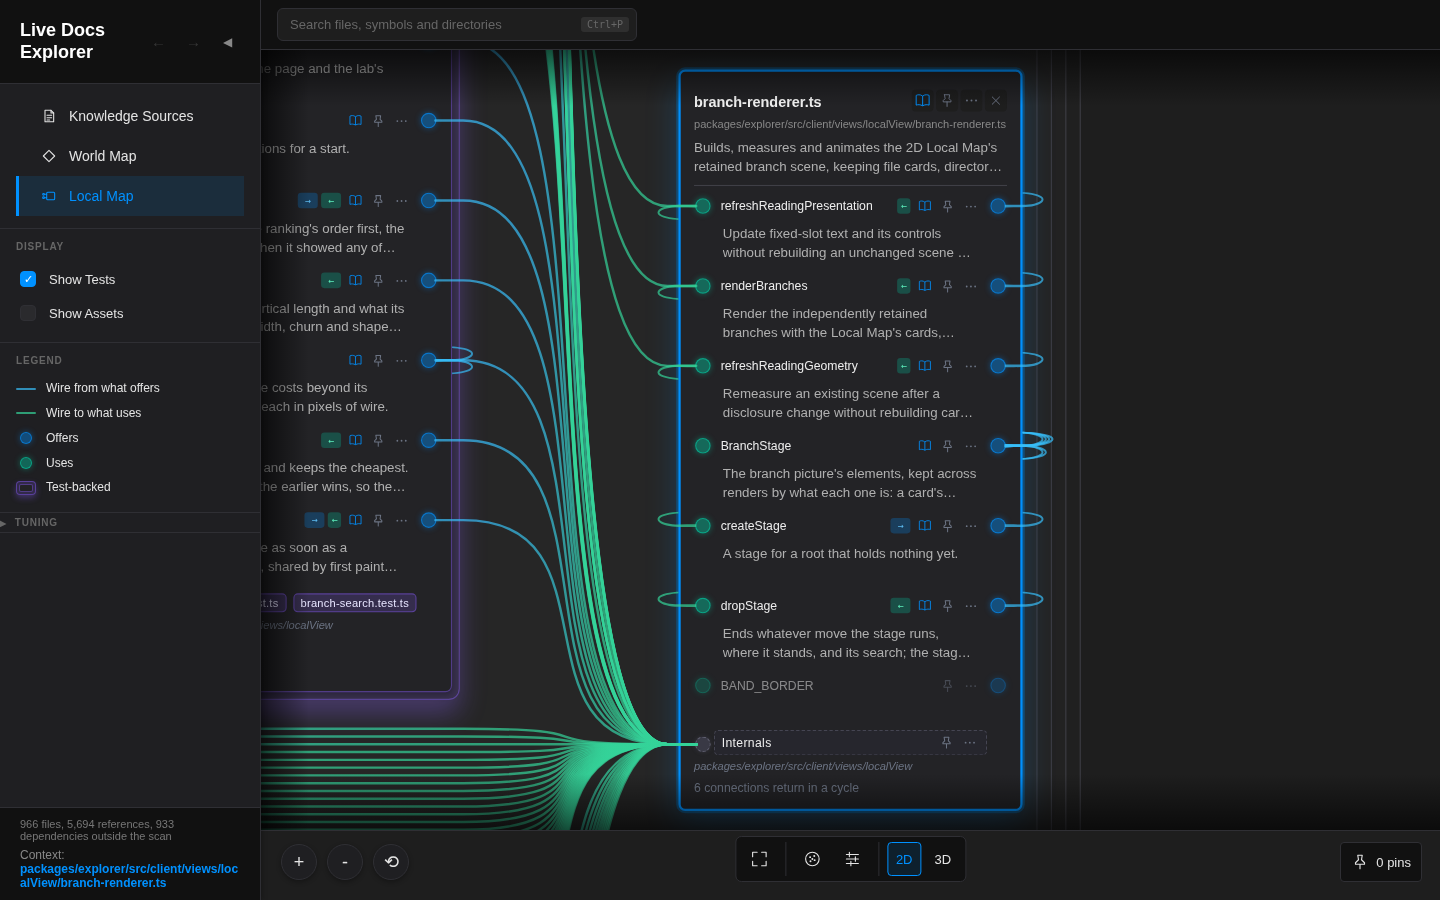 Live Docs
Explorer
Search files, symbols and directories
Ctrl+P
Knowledge Sources
World Map
Local Map
DISPLAY
Show Tests
Show Assets
LEGEND
Wire from what offers
Wire to what uses
Offers
Uses
Test-backed
TUNING
966 files, 5,694 references, 933
dependencies outside the scan
Context:
packages/explorer/src/client/views/loc
alView/branch-renderer.ts
page and the lab's
ions for a start.
ranking's order first, the
hen it showed any of…
rtical length and what its
idth, churn and shape…
costs beyond its
each in pixels of wire.
and keeps the cheapest.
the earlier wins, so the…
as soon as a
, shared by first paint…
st.ts
branch-search.test.ts
iews/localView
branch-renderer.ts
packages/explorer/src/client/views/localView/branch-renderer.ts
Builds, measures and animates the 2D Local Map's
retained branch scene, keeping file cards, director…
refreshReadingPresentation
Update fixed-slot text and its controls
without rebuilding an unchanged scene …
renderBranches
Render the independently retained
branches with the Local Map's cards,…
refreshReadingGeometry
Remeasure an existing scene after a
disclosure change without rebuilding car…
BranchStage
The branch picture's elements, kept across
renders by what each one is: a card's…
createStage
A stage for a root that holds nothing yet.
dropStage
Ends whatever move the stage runs,
where it stands, and its search; the stag…
BAND_BORDER
Internals
packages/explorer/src/client/views/localView
6 connections return in a cycle
2D
3D
0 pins